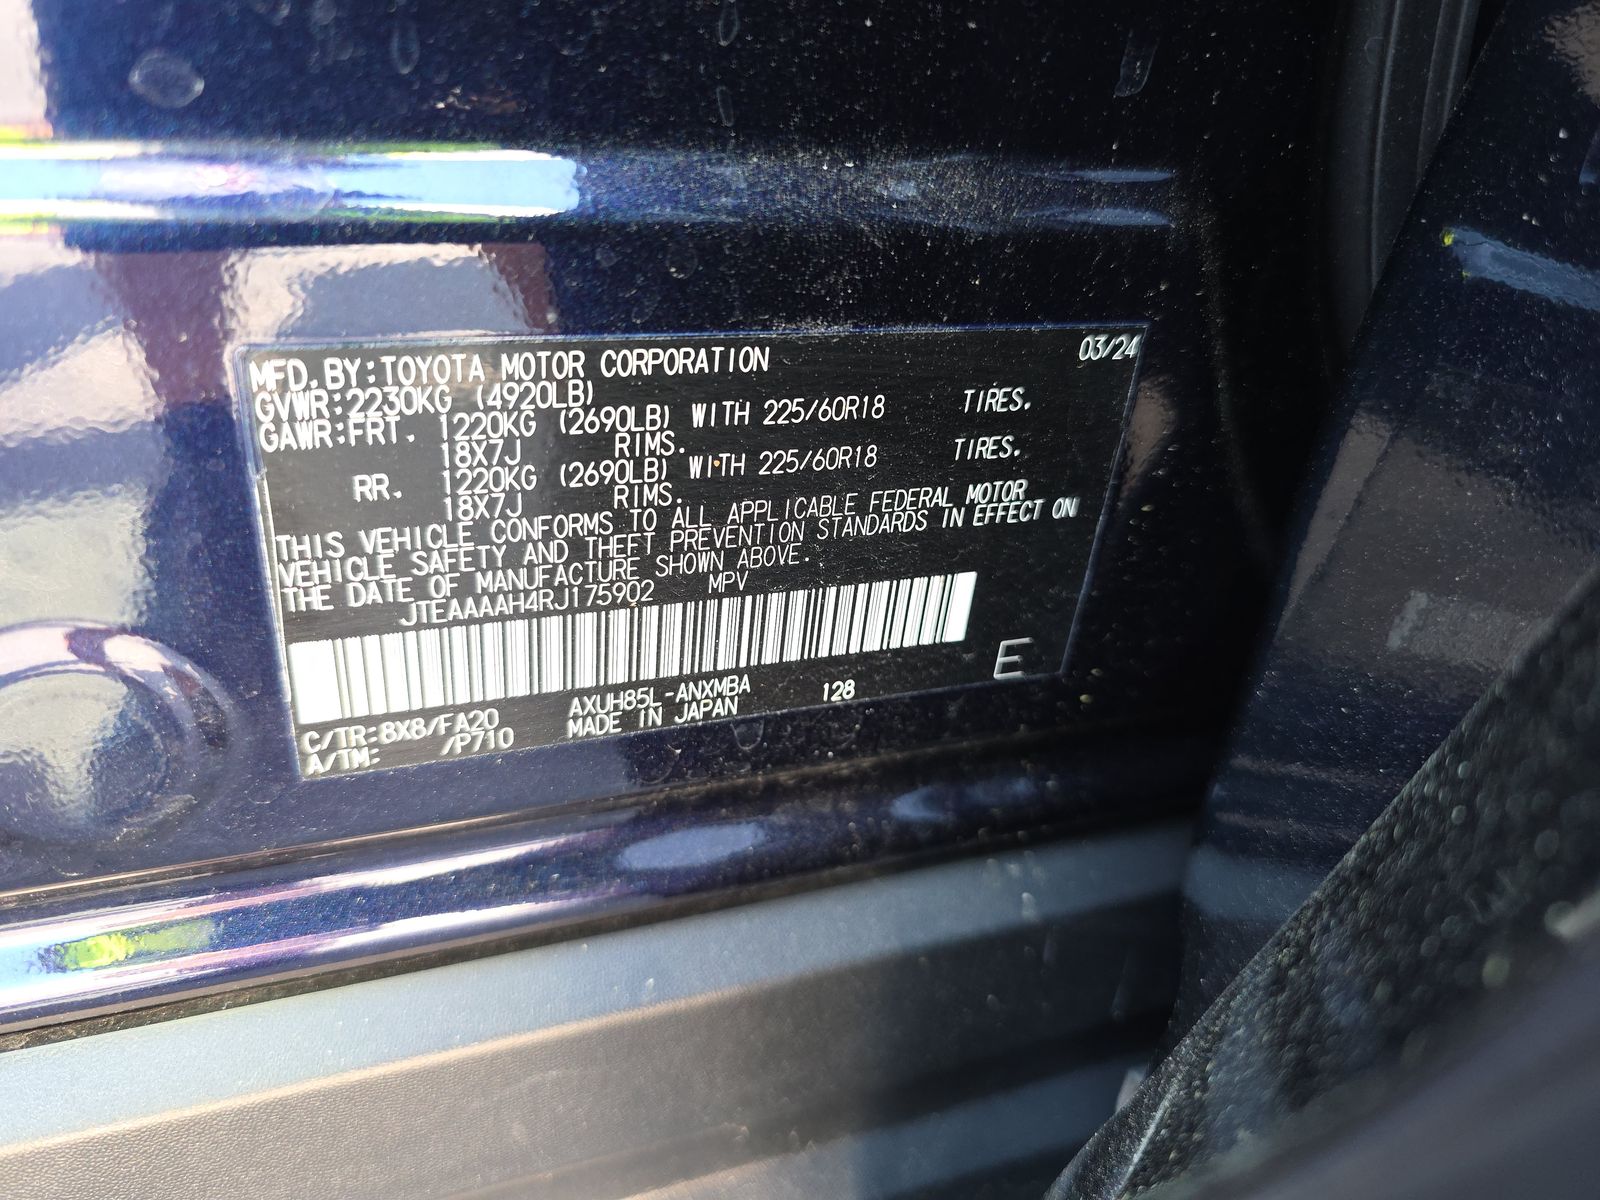 MFD. BY: TOYOTA MOTOR CORPORATION 03/24
GVWR: 2230KG (4920LB)
GAWR: FRT. 1220KG (2690LB) WITH 225/60R18 TIRES.
18X7J RIMS.
RR. 1220KG (2690LB) WITH 225/60R18 TIRES.
18X7J RIMS.
THIS VEHICLE CONFORMS TO ALL APPLICABLE FEDERAL MOTOR
VEHICLE SAFETY AND THEFT PREVENTION STANDARDS IN EFFECT ON
THE DATE OF MANUFACTURE SHOWN ABOVE.
JTEAAAAH4RJ175902 MPV
E
C/TR: 8X8/FA20 AXUH85L-ANXMBA 128
A/TM: /P710 MADE IN JAPAN